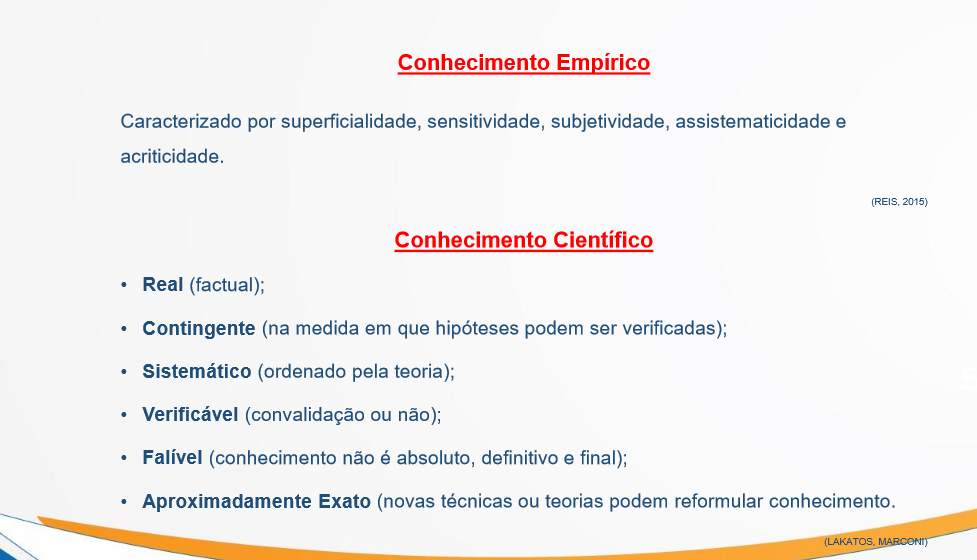 Conhecimento Empírico
Caracterizado por superficialidade, sensitividade, subjetividade, assistematicidade e
acriticidade.
(REIS, 2015)
Conhecimento Científico
• Real (factual);
• Contingente (na medida em que hipóteses podem ser verificadas);
• Sistemático (ordenado pela teoria);
• Verificável (convalidação ou não);
• Falível (conhecimento não é absoluto, definitivo e final);
• Aproximadamente Exato (novas técnicas ou teorias podem reformular conhecimento.
(LAKATOS, MARCONI)